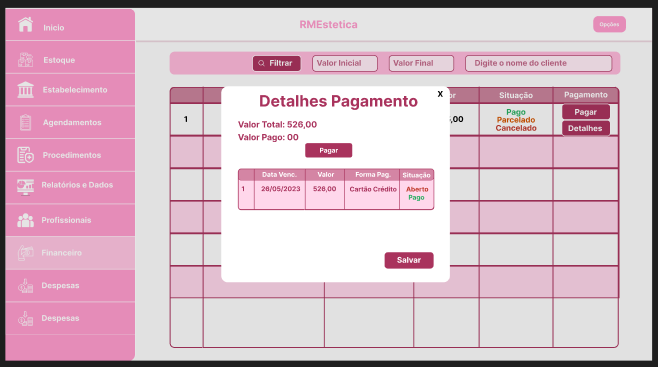 RMEstetica
Opções
Inicio
Estoque
Estabelecimento
Agendamentos
Procedimentos
Relatórios e Dados
Profissionais
Financeiro
Despesas
Despesas
Filtrar
Valor Inicial
Valor Final
Digite o nome do cliente
or
Situação
Pagamento
1
,00
Pago
Parcelado
Cancelado
Pagar
Detalhes
X
Detalhes Pagamento
Valor Total: 526,00
Valor Pago: 00
Pagar
Data Venc. Valor Forma Pag. Situação
1 26/05/2023 526,00 Cartão Crédito Aberto
Pago
Salvar